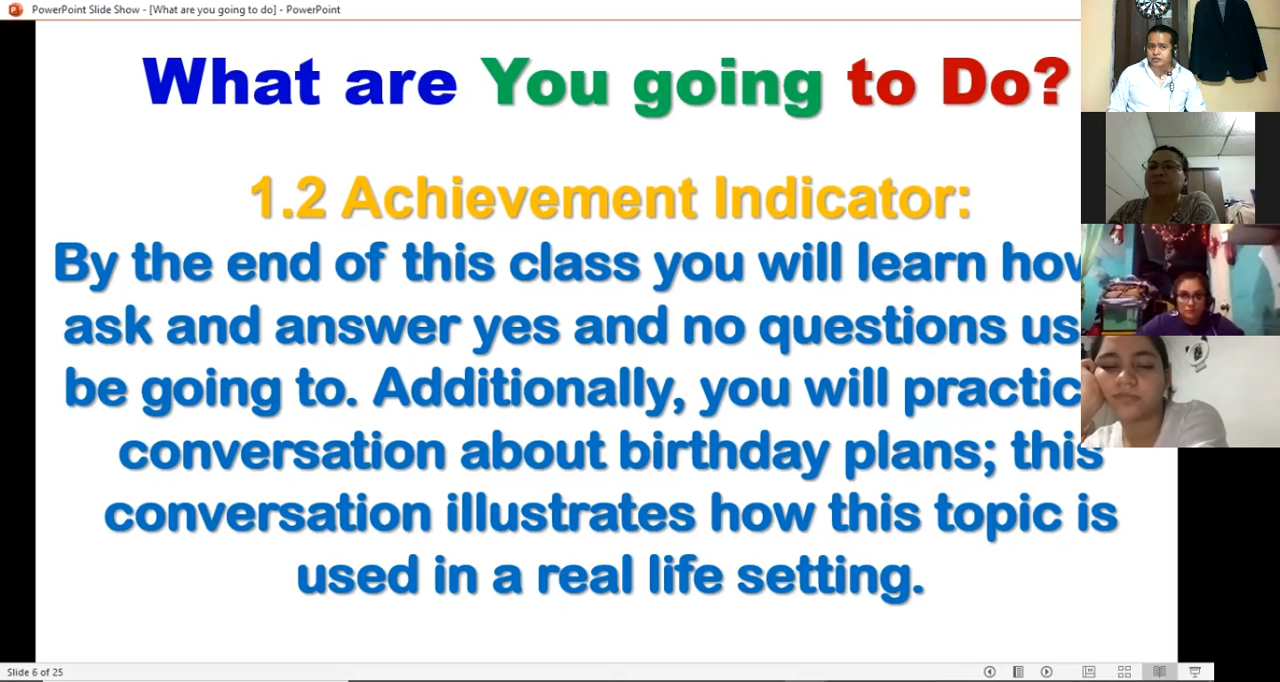 PowerPoint Slide Show - [What are you going to do] - PowerPoint
What are You going to Do?
1.2 Achievement Indicator:
By the end of this class you will learn
ask and answer yes and no questions
be going to. Additionally, you will
conversation about birthday plans; this
conversation illustrates how this topic is
used in a real life setting.
Slide 6 of 25